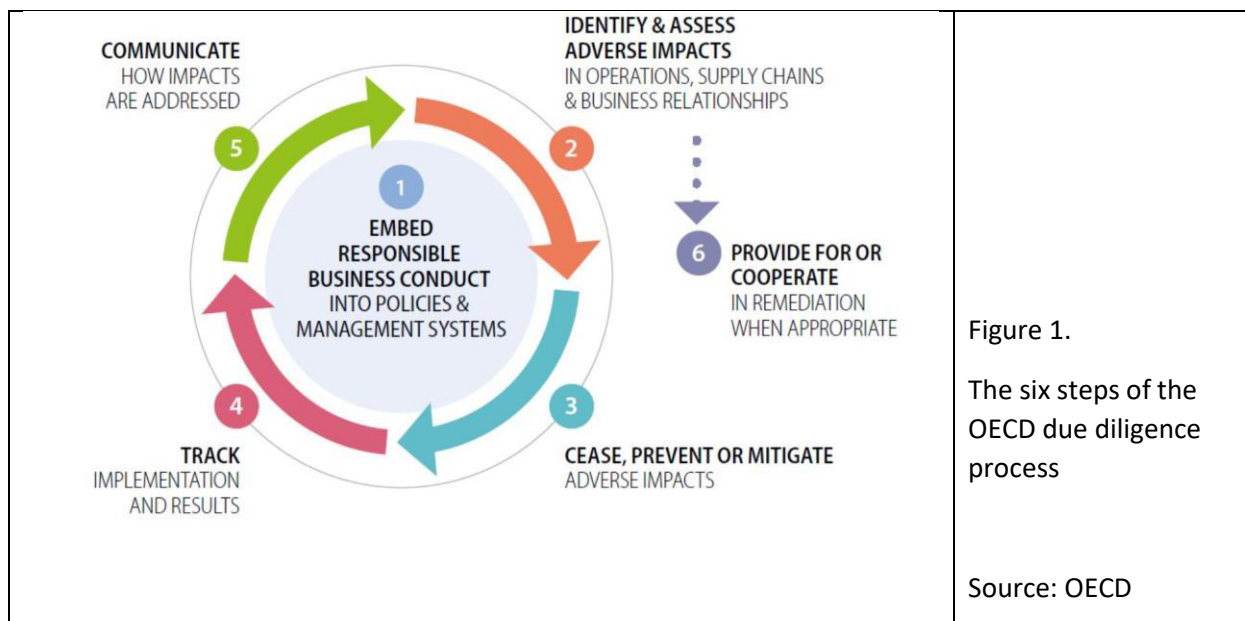 COMMUNICATE
HOW IMPACTS
ARE ADDRESSED
5
IDENTIFY & ASSESS
ADVERSE IMPACTS
IN OPERATIONS, SUPPLY CHAINS
& BUSINESS RELATIONSHIPS
2
1
EMBED
RESPONSIBLE
BUSINESS CONDUCT
INTO POLICIES &
MANAGEMENT SYSTEMS
6
PROVIDE FOR OR
COOPERATE
IN REMEDIATION
WHEN APPROPRIATE
4
TRACK
IMPLEMENTATION
AND RESULTS
3
CEASE, PREVENT OR MITIGATE
ADVERSE IMPACTS
Figure 1.
The six steps of the
OECD due diligence
process
Source: OECD